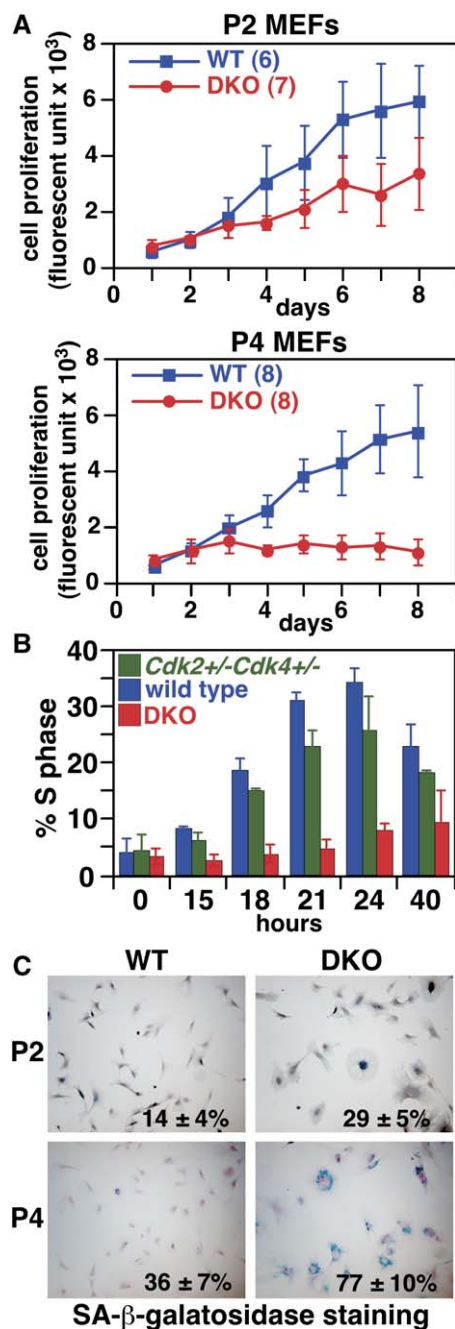 A
P2 MEFs
cell proliferation
(fluorescent unit x 10³)
8
6
4
2
0
WT (6)
DKO (7)
0 2 4 6 8
days
P4 MEFs
cell proliferation
(fluorescent unit x 10³)
8
6
4
2
0
WT (8)
DKO (8)
0 2 4 6 8
days
B
% S phase
40
30
20
10
0
Cdk2+/-Cdk4+/-
wild type
DKO
0 15 18 21 24 40
hours
C
WT DKO
P2
14 ± 4% 29 ± 5%
P4
36 ± 7% 77 ± 10%
SA-β-galatosidase staining